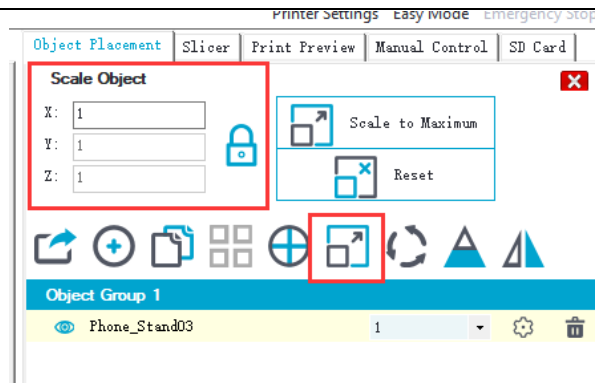 Printer Settings Easy Mode Emergency Stop
Object Placement Slicer Print Preview Manual Control SD Card
Scale Object
X: 1
Y: 1
Z: 1
Scale to Maximum
Reset
Object Group 1
Phone_Stand03 1